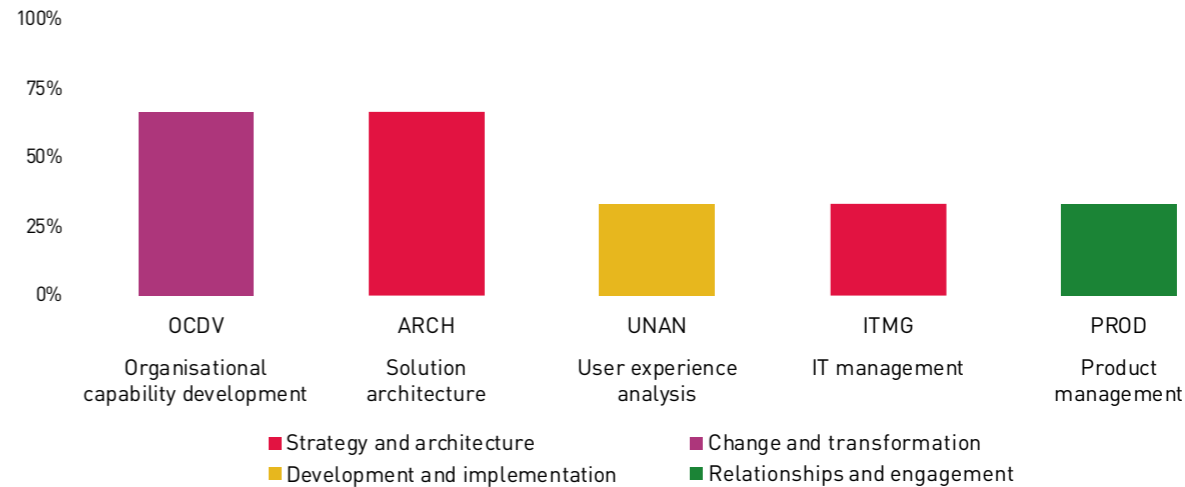 100%
75%
50%
25%
0%
OCDV
ARCH
UNAN
ITMG
PROD
Organisational
capability development
Solution
architecture
User experience
analysis
IT management
Product
management
Strategy and architecture
Change and transformation
Development and implementation
Relationships and engagement